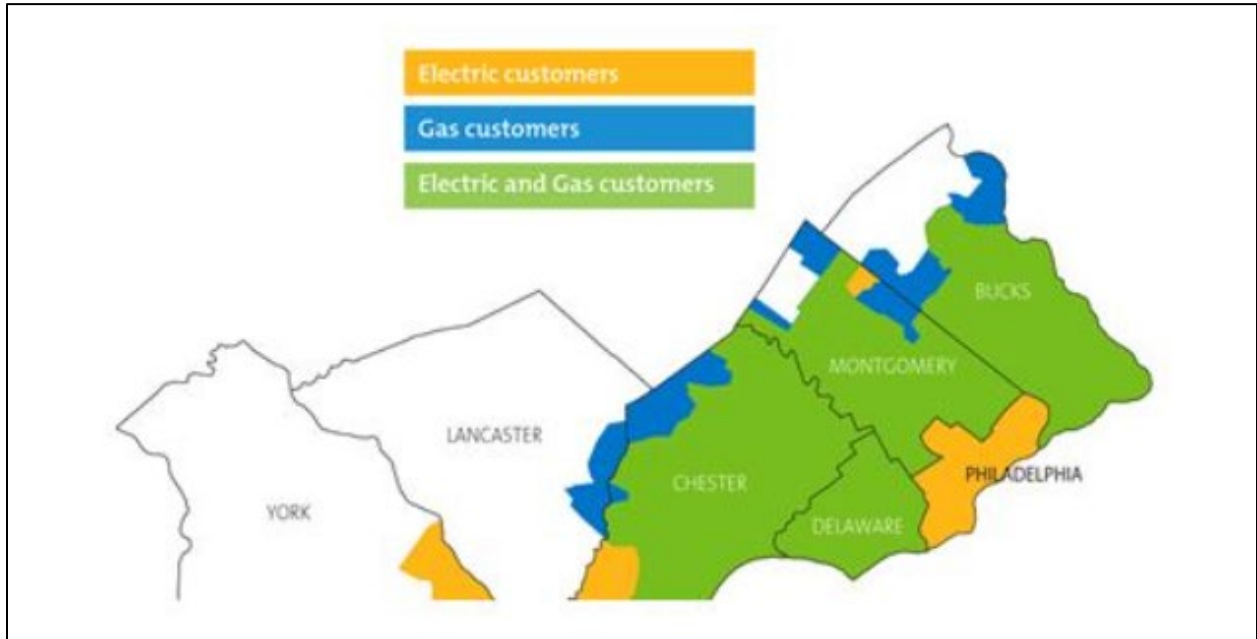 Electric customers
Gas customers
Electric and Gas customers
BUCKS
MONTGOMERY
LANCASTER
PHILADELPHIA
CHESTER
YORK
DELAWARE